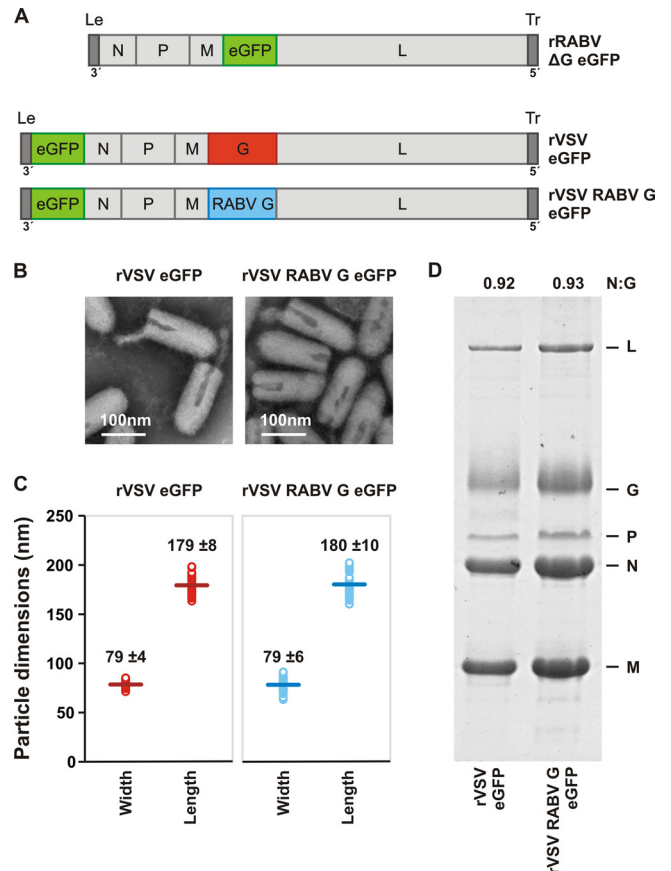 A
Le Tr
N P M eGFP L
rRABV
ΔG eGFP
3´ 5´
Le Tr
eGFP N P M G L
rVSV
eGFP
3´ 5´
eGFP N P M RABV G L
rVSV RABV G
eGFP
3´ 5´
B
rVSV eGFP rVSV RABV G eGFP
100nm 100nm
C
rVSV eGFP rVSV RABV G eGFP
Particle dimensions (nm)
250
200
150
100
50
0
179 ±8
79 ±4
180 ±10
79 ±6
Width Length Width Length
D
0.92 0.93 N:G
L
G
P
N
M
rVSV
eGFP
rVSV RABV G
eGFP